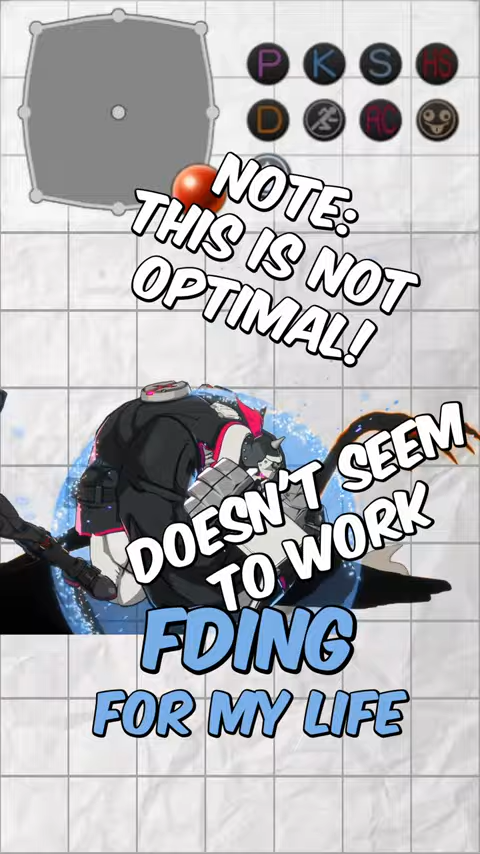 P K S HS
D RC
NOTE:
THIS IS NOT
OPTIMAL!
DOESN'T SEEM
TO WORK
FDING
FOR MY LIFE